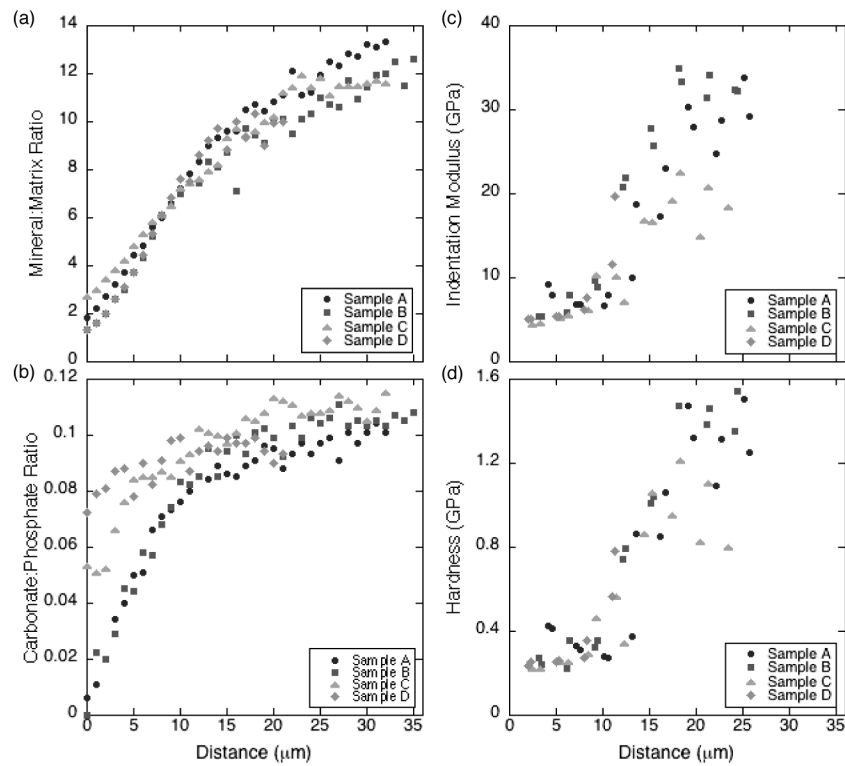 (a)
14
12
10
8
6
4
2
0
Mineral:Matrix Ratio
Sample A
Sample B
Sample C
Sample D
(b)
0.12
0.1
0.08
0.06
0.04
0.02
0
Carbonate:Phosphate Ratio
Sample A
Sample B
Sample C
Sample D
0 5 10 15 20 25 30 35
Distance (μm)
(c)
40
30
20
10
0
Indentation Modulus (GPa)
Sample A
Sample B
Sample C
Sample D
(d)
1.6
1.2
0.8
0.4
0
Hardness (GPa)
Sample A
Sample B
Sample C
Sample D
0 5 10 15 20 25 30 35
Distance (μm)